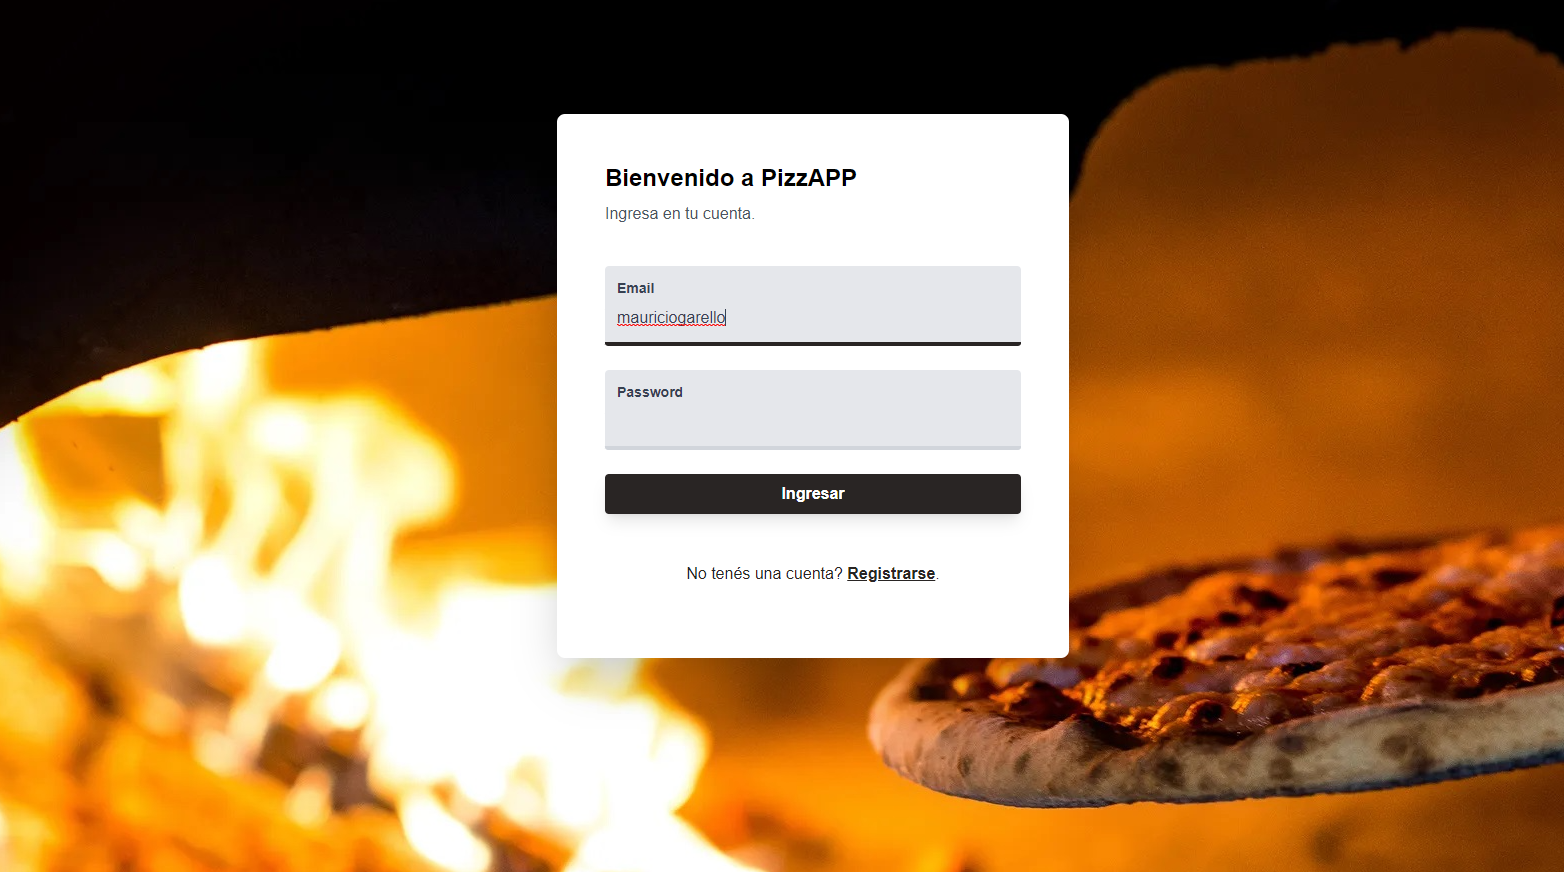 Bienvenido a PizzAPP
Ingresa en tu cuenta.
Email
mauriciogarello
Password
Ingresar
No tenés una cuenta? Registrarse.